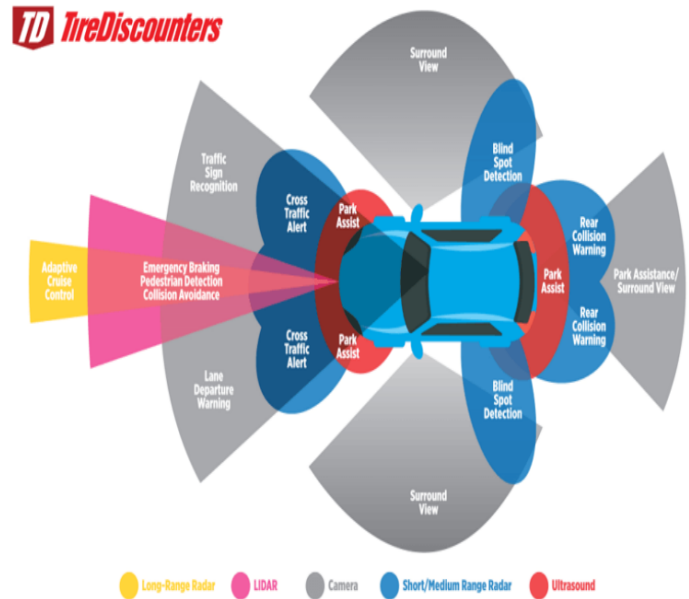 TD TIREDISCOUNTERS
Surround
View
Traffic
Sign
Recognition
Blind
Spot
Detection
Cross
Traffic
Alert
Park
Assist
Rear
Collision
Warning
Adaptive
Cruise
Control
Emergency Braking
Pedestrian Detection
Collision Avoidance
Park
Assist
Park Assistance/
Surround View
Cross
Traffic
Alert
Park
Assist
Rear
Collision
Warning
Lane
Departure
Warning
Blind
Spot
Detection
Surround
View
Long-Range Radar
LIDAR
Camera
Short/Medium Range Radar
Ultrasound